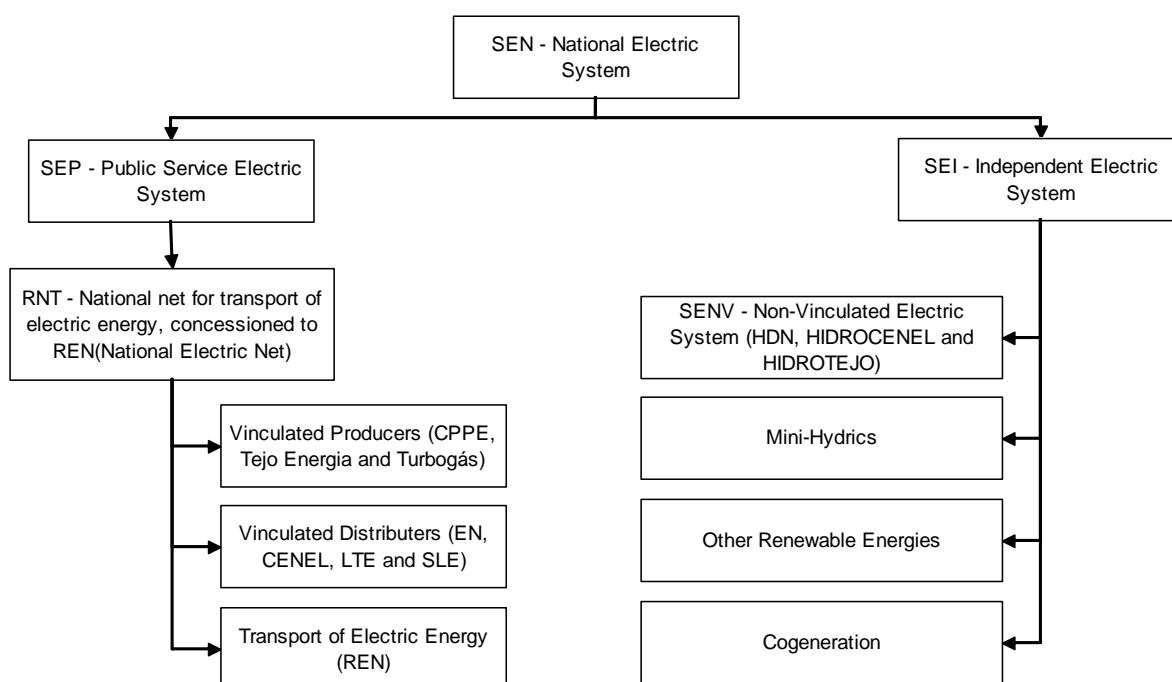 SEN - National Electric
System
SEP - Public Service Electric
System
SEI - Independent Electric
System
RNT - National net for transport of
electric energy, concessioned to
REN(National Electric Net)
SENV - Non-Vinculated Electric
System (HDN, HIDROCENEL and
HIDROTEJO)
Vinculated Producers (CPPE,
Tejo Energia and Turbogás)
Mini-Hydrics
Vinculated Distributers (EN,
CENEL, LTE and SLE)
Other Renewable Energies
Transport of Electric Energy
(REN)
Cogeneration